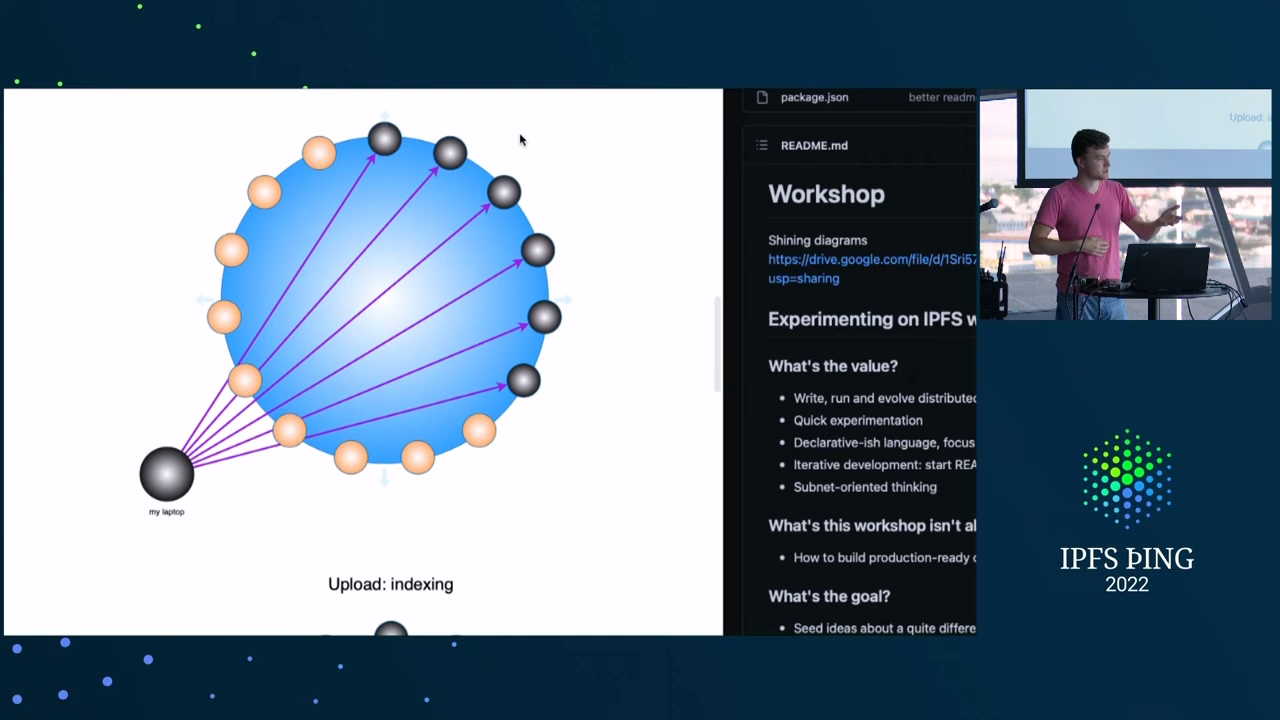 my laptop
Upload: indexing
package.json
better readm
README.md
Workshop
Shining diagrams
https://drive.google.com/file/d/1Sri57
usp=sharing
Experimenting on IPFS w
What's the value?
Write, run and evolve distributed
Quick experimentation
Declarative-ish language, focus
Iterative development: start REA
Subnet-oriented thinking
What's this workshop isn't al
How to build production-ready d
What's the goal?
Seed ideas about a quite differe
Upload: i
IPFS ÞING
2022